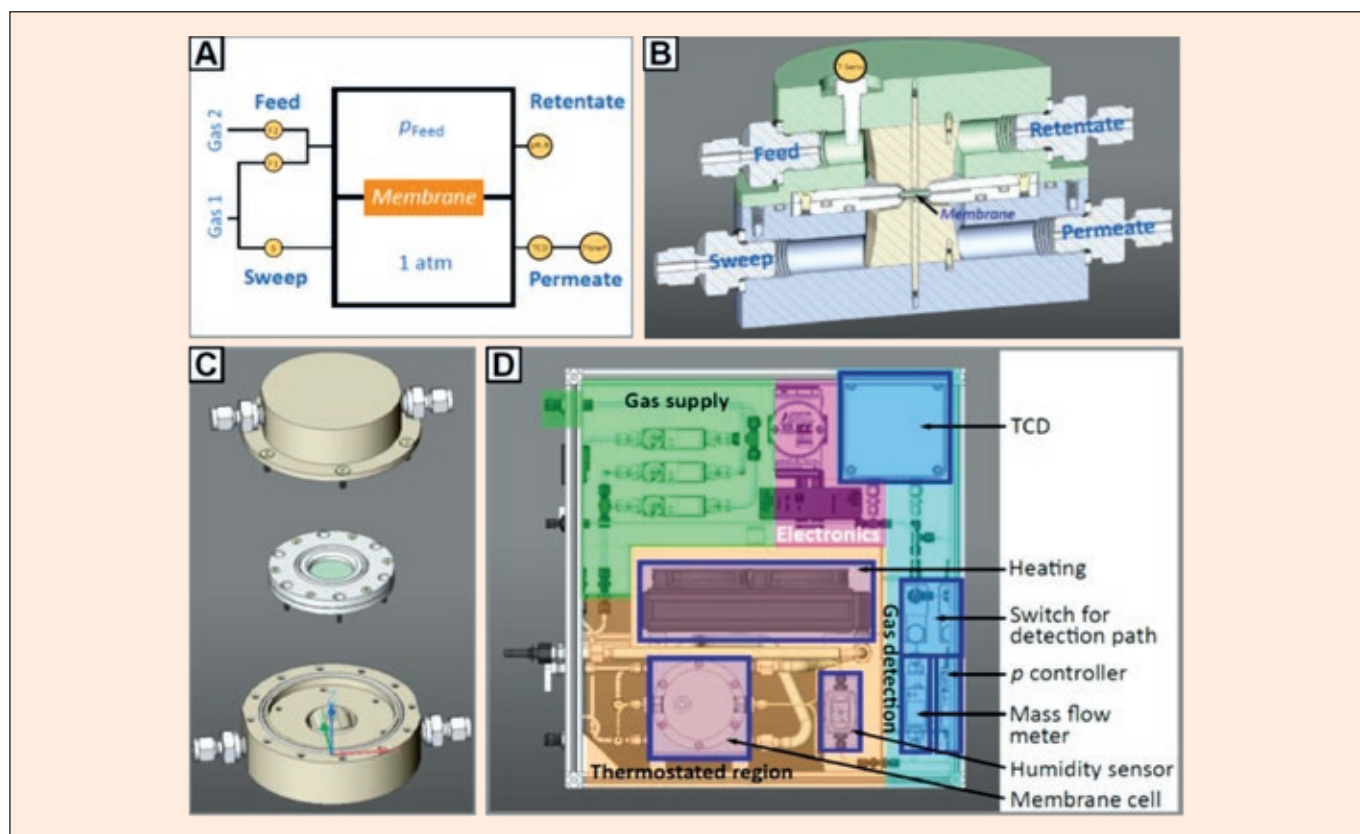 A
Feed
Retentate
Gas 2
F2
pFeed
F1
Gas 1
Membrane
S
1 atm
TCD
Sweep
Permeate
B
T-Sens
Feed
Retentate
Membrane
Sweep
Permeate
C
D
Gas supply
TCD
Electronics
Heating
Gas detection
Switch for
detection path
p controller
Mass flow
meter
Humidity sensor
Thermostated region
Membrane cell